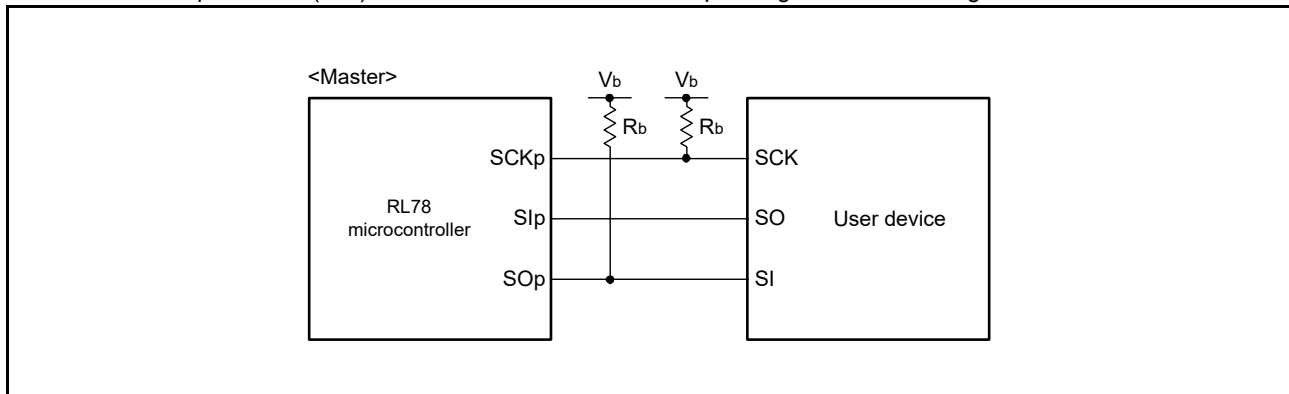 <Master>
Vb Vb
Rb Rb
SCKp SCK
RL78
microcontroller
SIp SO
User device
SOp SI